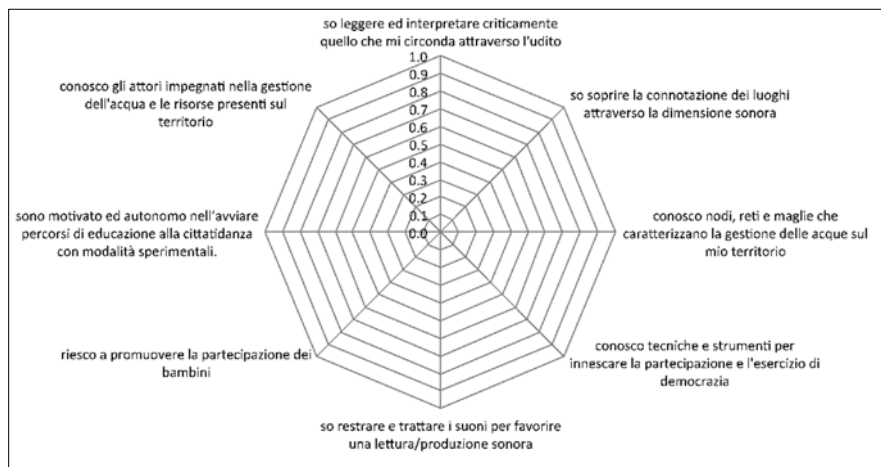 so leggere ed interpretare criticamente
quello che mi circonda attraverso l'udito
so soprire la connotazione dei luoghi
attraverso la dimensione sonora
conosco nodi, reti e maglie che
caratterizzano la gestione delle acque sul
mio territorio
conosco tecniche e strumenti per
innescare la partecipazione e l'esercizio di
democrazia
so restrare e trattare i suoni per favorire
una lettura/produzione sonora
riesco a promuovere la partecipazione dei
bambini
sono motivato ed autonomo nell'avviare
percorsi di educazione alla cittatidanza
con modalità sperimentali.
conosco gli attori impegnati nella gestione
dell'acqua e le risorse presenti sul
territorio
1.0
0.9
0.8
0.7
0.6
0.5
0.4
0.3
0.2
0.1
0.0